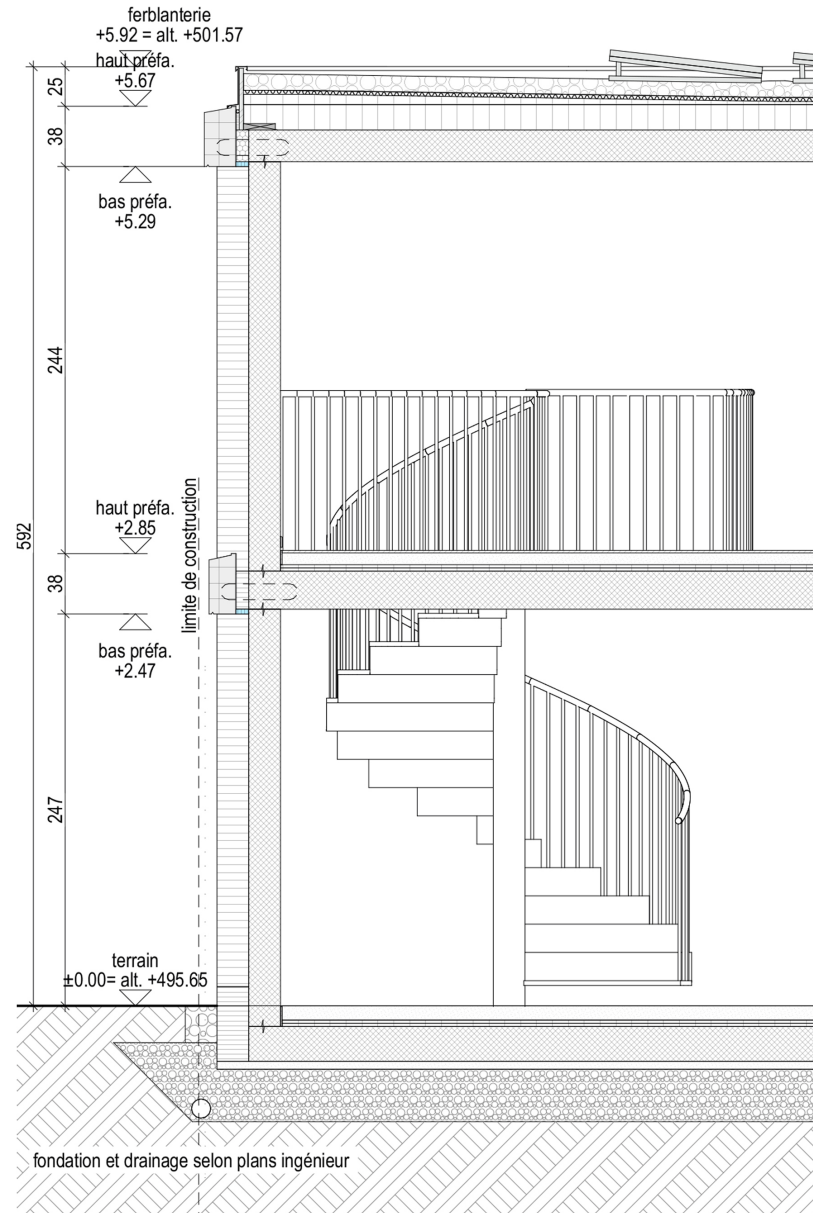 ferblanterie
+5.92 = alt. +501.57
haut préfa.
+5.67
25
38
bas préfa.
+5.29
244
592
haut préfa.
+2.85
limite de construction
38
bas préfa.
+2.47
247
terrain
±0.00= alt. +495.65
fondation et drainage selon plans ingénieur